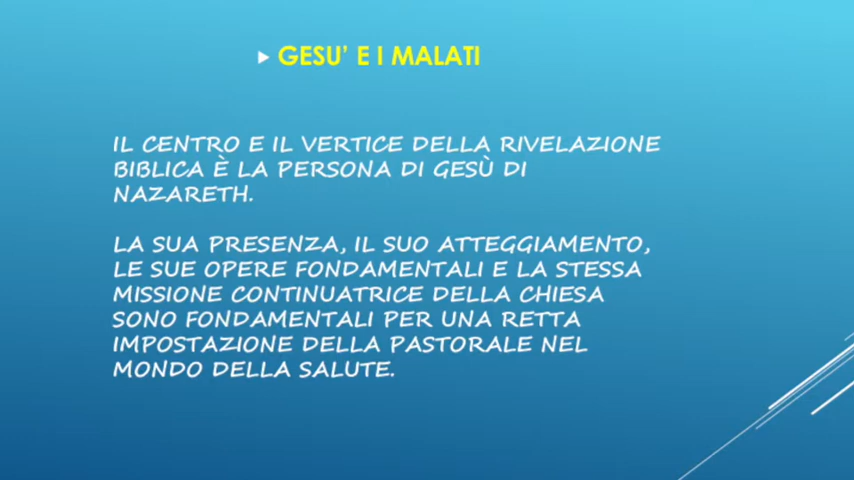 GESU' E I MALATI
IL CENTRO E IL VERTICE DELLA RIVELAZIONE
BIBLICA È LA PERSONA DI GESÙ DI
NAZARETH.
LA SUA PRESENZA, IL SUO ATTEGGIAMENTO,
LE SUE OPERE FONDAMENTALI E LA STESSA
MISSIONE CONTINUATRICE DELLA CHIESA
SONO FONDAMENTALI PER UNA RETTA
IMPOSTAZIONE DELLA PASTORALE NEL
MONDO DELLA SALUTE.